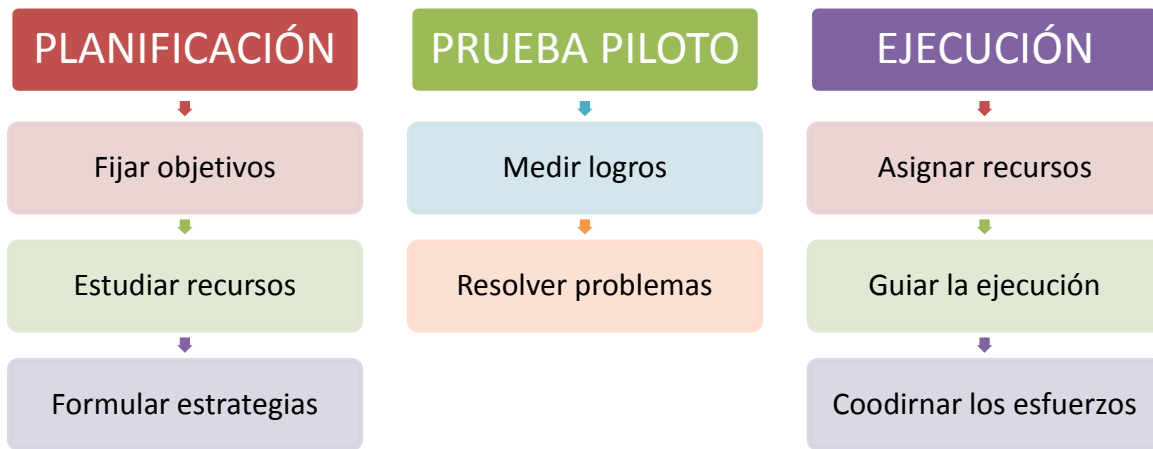 PLANIFICACIÓN
Fijar objetivos
Estudiar recursos
Formular estrategias
PRUEBA PILOTO
Medir logros
Resolver problemas
EJECUCIÓN
Asignar recursos
Guiar la ejecución
Coodirnar los esfuerzos